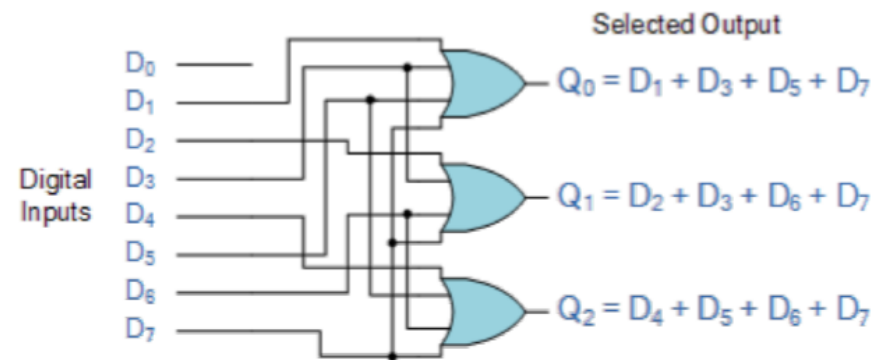 Selected Output
D₀
D₁
D₂
D₃
D₄
D₅
D₆
D₇
Digital
Inputs
Q₀ = D₁ + D₃ + D₅ + D₇
Q₁ = D₂ + D₃ + D₆ + D₇
Q₂ = D₄ + D₅ + D₆ + D₇